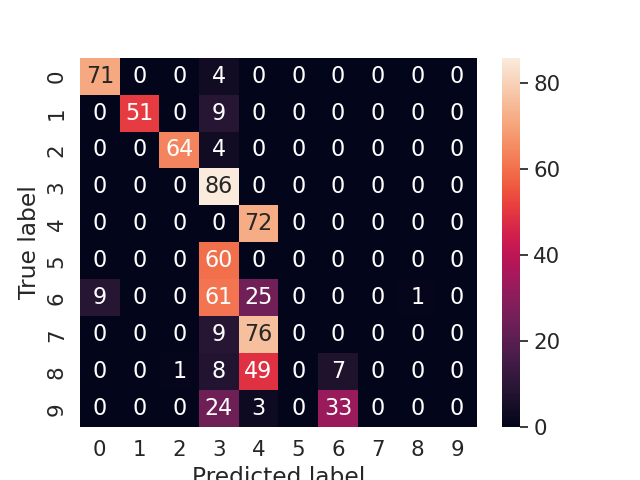 0 71 0 0 4 0 0 0 0 0 0
1 0 51 0 9 0 0 0 0 0 0
2 0 0 64 4 0 0 0 0 0 0
3 0 0 0 86 0 0 0 0 0 0
4 0 0 0 0 72 0 0 0 0 0
5 0 0 0 60 0 0 0 0 0 0
6 9 0 0 61 25 0 0 0 1 0
7 0 0 0 9 76 0 0 0 0 0
8 0 0 1 8 49 0 7 0 0 0
9 0 0 0 24 3 0 33 0 0 0
0 1 2 3 4 5 6 7 8 9
Predicted label
True label
80
60
40
20
0